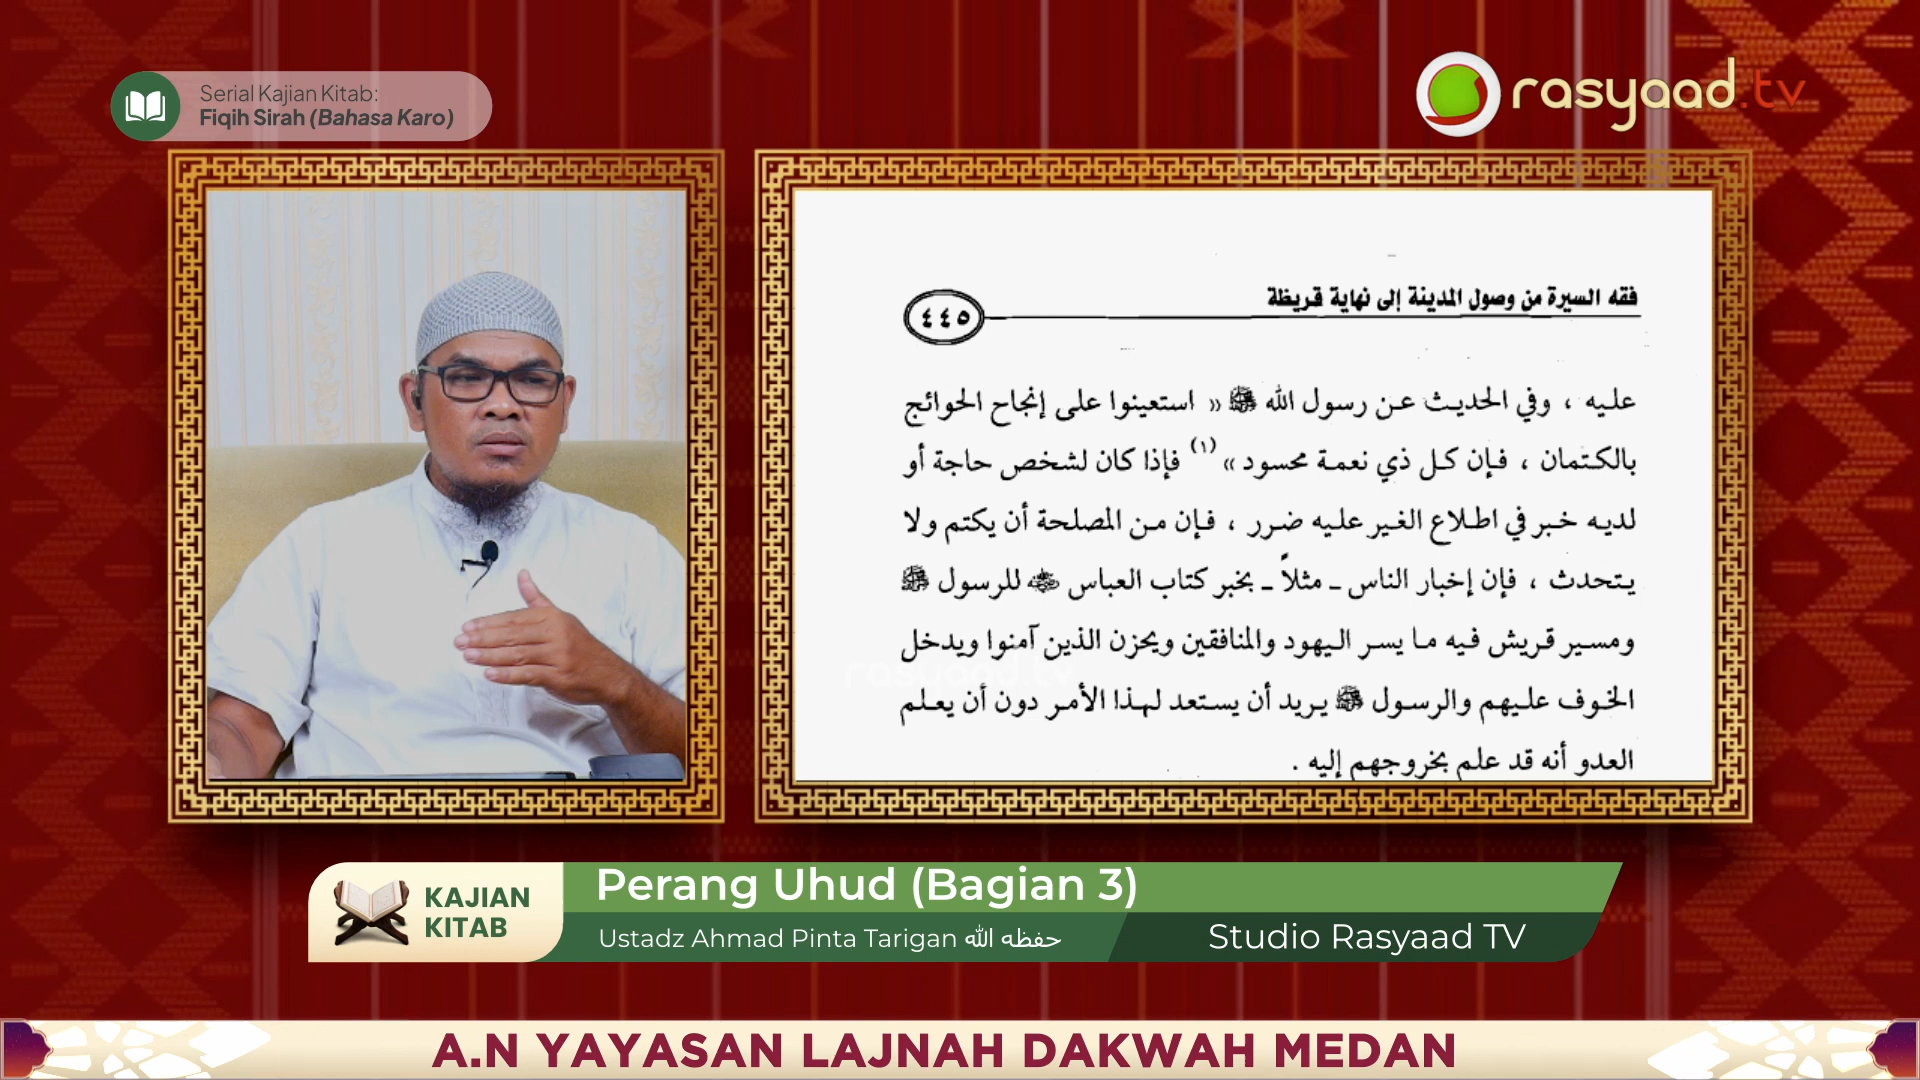 Serial Kajian Kitab:
Fiqih Sirah (Bahasa Karo)
rasyaad.tv
فقه السيرة من وصول المدينة إلى نهاية قريظة
٤٤٥
عليه ، وفي الحديث عن رسول الله ﷺ « استعينوا على إنجاح الحوائج
بالكتمان ، فإن كل ذي نعمة محسود » (١) فإذا كان لشخص حاجة أو
لديه خبر في اطلاع الغير عليه ضرر ، فإن من المصلحة أن يكتم ولا
يتحدث ، فإن إخبار الناس ـ مثلاً ـ بخبر كتاب العباس ﵁ للرسول ﷺ
ومسير قريش فيه ما يسر اليهود والمنافقين ويحزن الذين آمنوا ويدخل
الخوف عليهم والرسول ﷺ يريد أن يستعد لهذا الأمر دون أن يعلم
العدو أنه قد علم بخروجهم إليه .
rasyaad.tv
KAJIAN
KITAB
Perang Uhud (Bagian 3)
Ustadz Ahmad Pinta Tarigan حفظه الله
Studio Rasyaad TV
A.N YAYASAN LAJNAH DAKWAH MEDAN